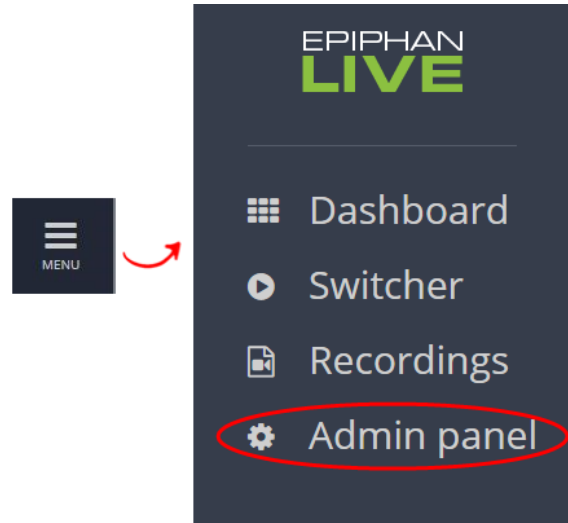 MENU
EPIPHAN
LIVE
Dashboard
Switcher
Recordings
Admin panel